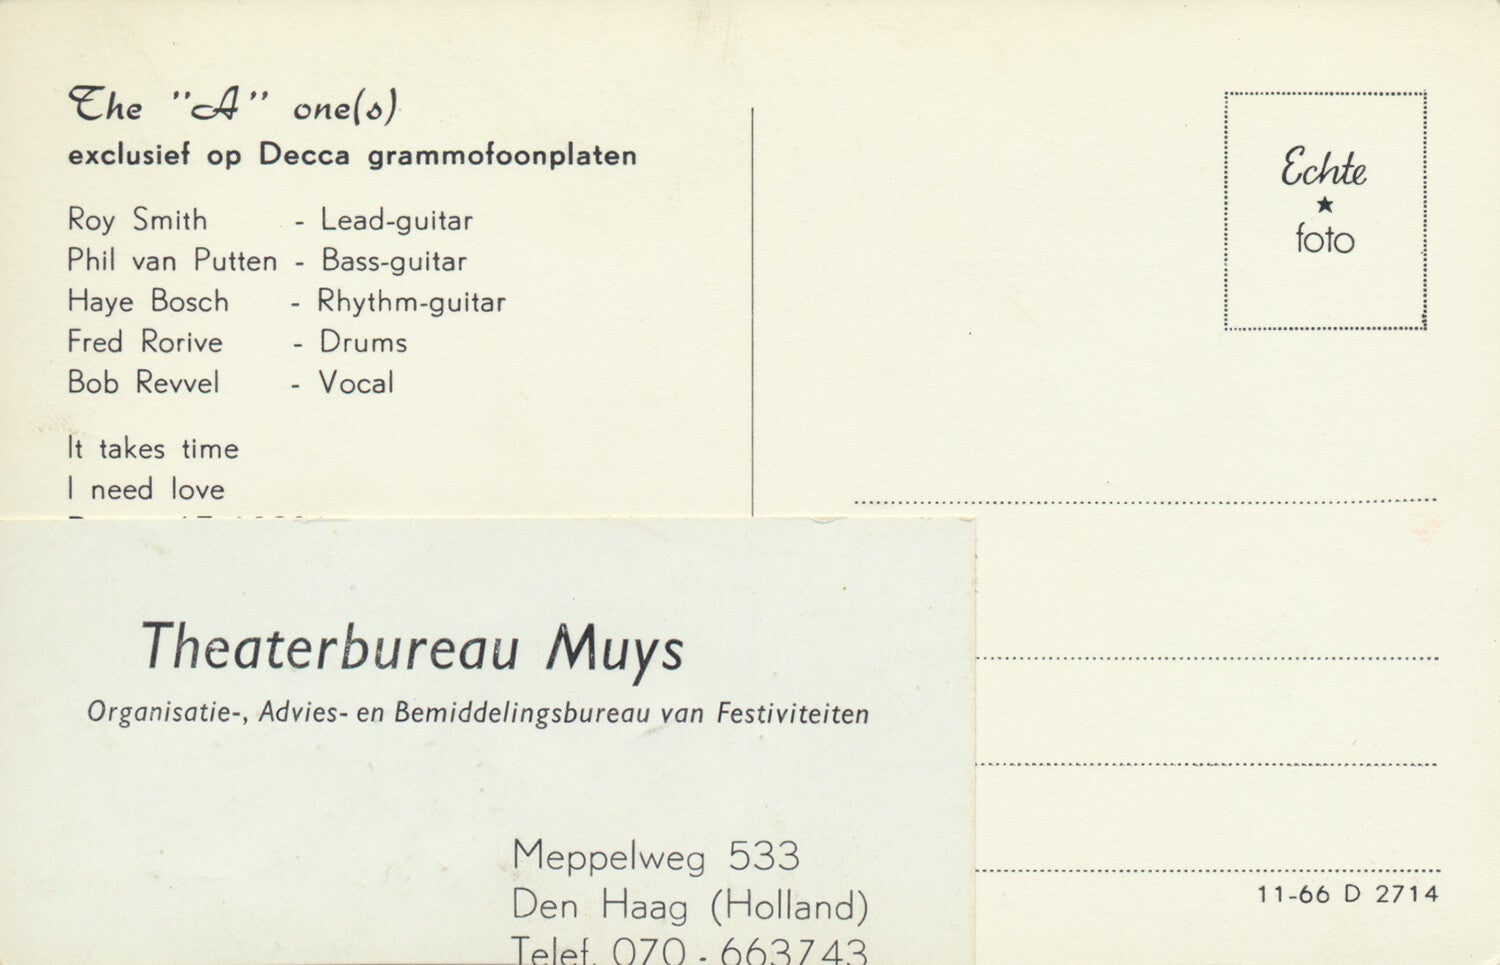 The "A" one(s)
exclusief op Decca grammofoonplaten
Roy Smith - Lead-guitar
Phil van Putten - Bass-guitar
Haye Bosch - Rhythm-guitar
Fred Rorive - Drums
Bob Revvel - Vocal
It takes time
I need love
Echte
★
foto
Theaterbureau Muys
Organisatie-, Advies- en Bemiddelingsbureau van Festiviteiten
Meppelweg 533
Den Haag (Holland)
Telef. 070 - 663743
11-66 D 2714